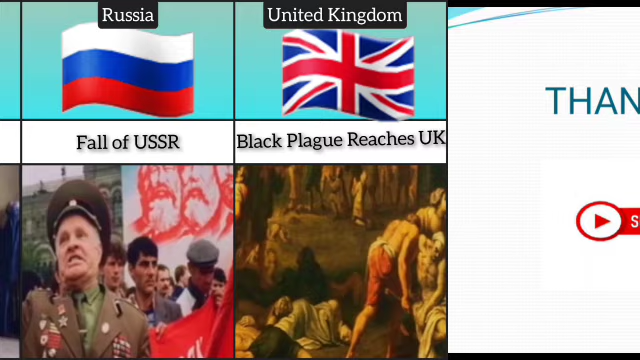 Russia
United Kingdom
Fall of USSR
Black Plague Reaches UK
THAN
S